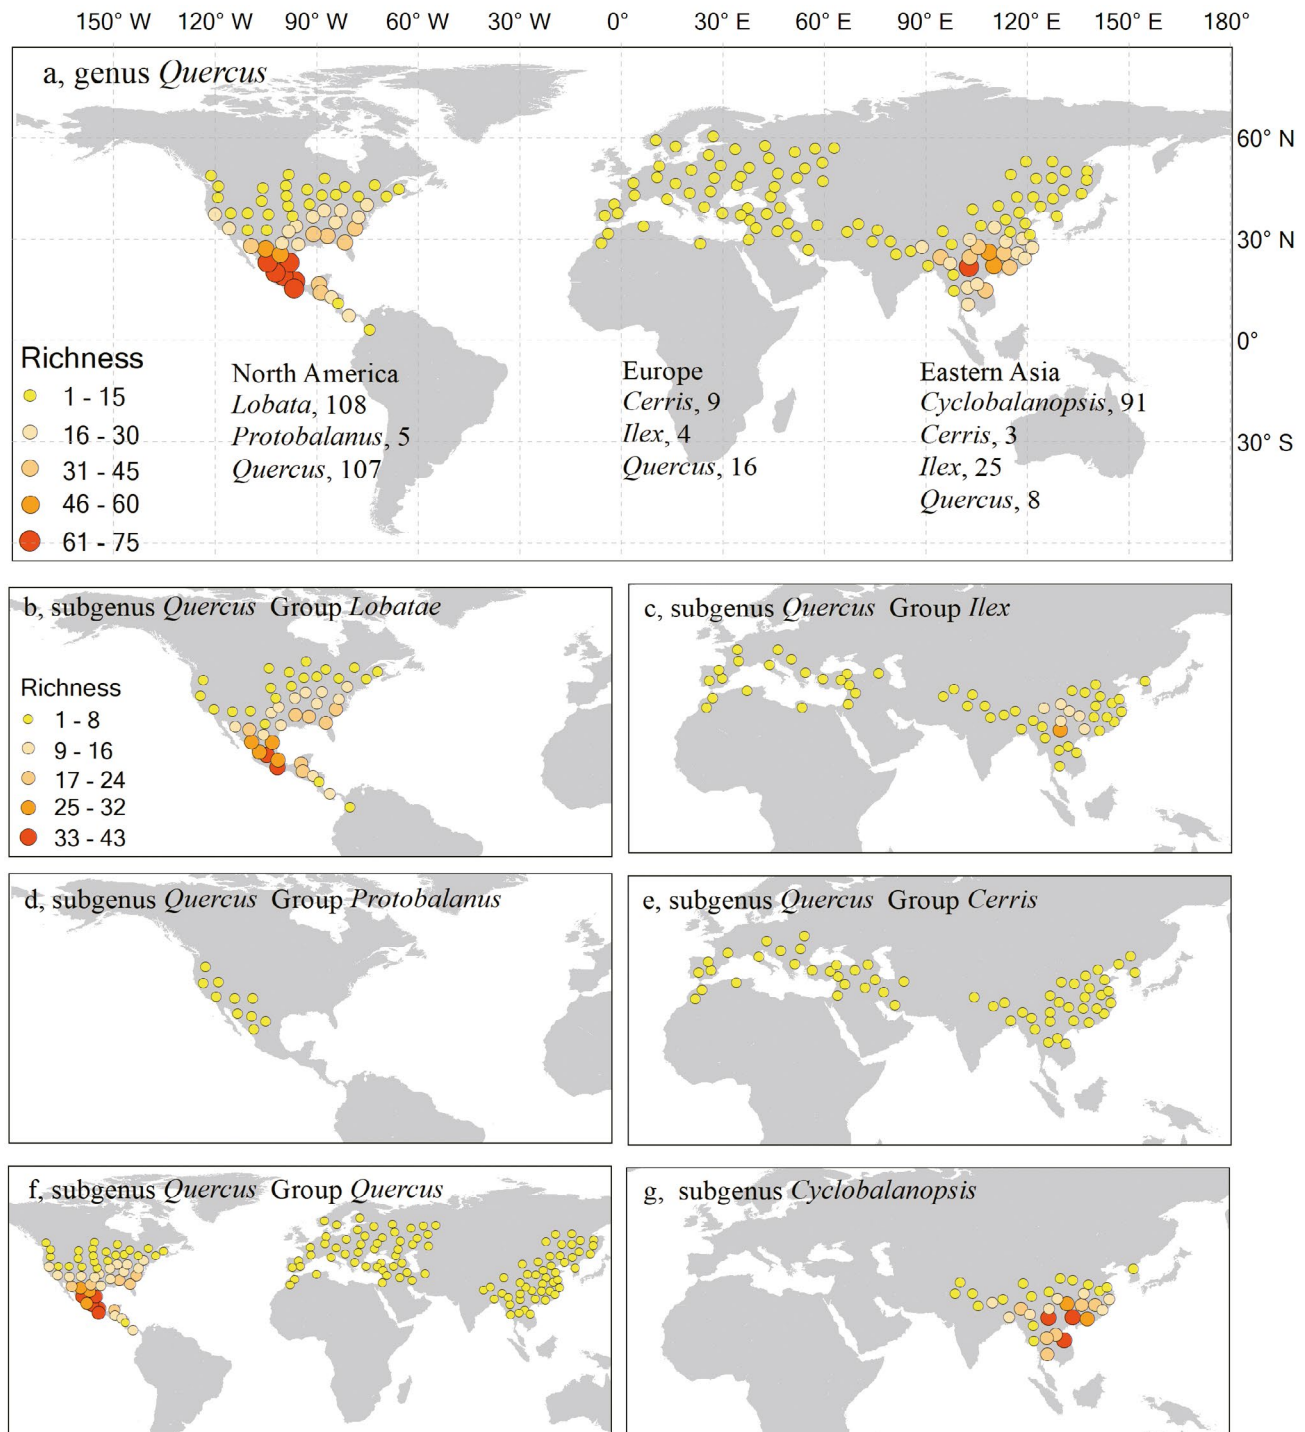 150° W 120° W 90° W 60° W 30° W 0° 30° E 60° E 90° E 120° E 150° E 180°
a, genus Quercus
60° N
30° N
0°
30° S
Richness
1 - 15
16 - 30
31 - 45
46 - 60
61 - 75
North America
Lobata, 108
Protobalanus, 5
Quercus, 107
Europe
Cerris, 9
Ilex, 4
Quercus, 16
Eastern Asia
Cyclobalanopsis, 91
Cerris, 3
Ilex, 25
Quercus, 8
b, subgenus Quercus Group Lobatae
Richness
1 - 8
9 - 16
17 - 24
25 - 32
33 - 43
c, subgenus Quercus Group Ilex
d, subgenus Quercus Group Protobalanus
e, subgenus Quercus Group Cerris
f, subgenus Quercus Group Quercus
g, subgenus Cyclobalanopsis